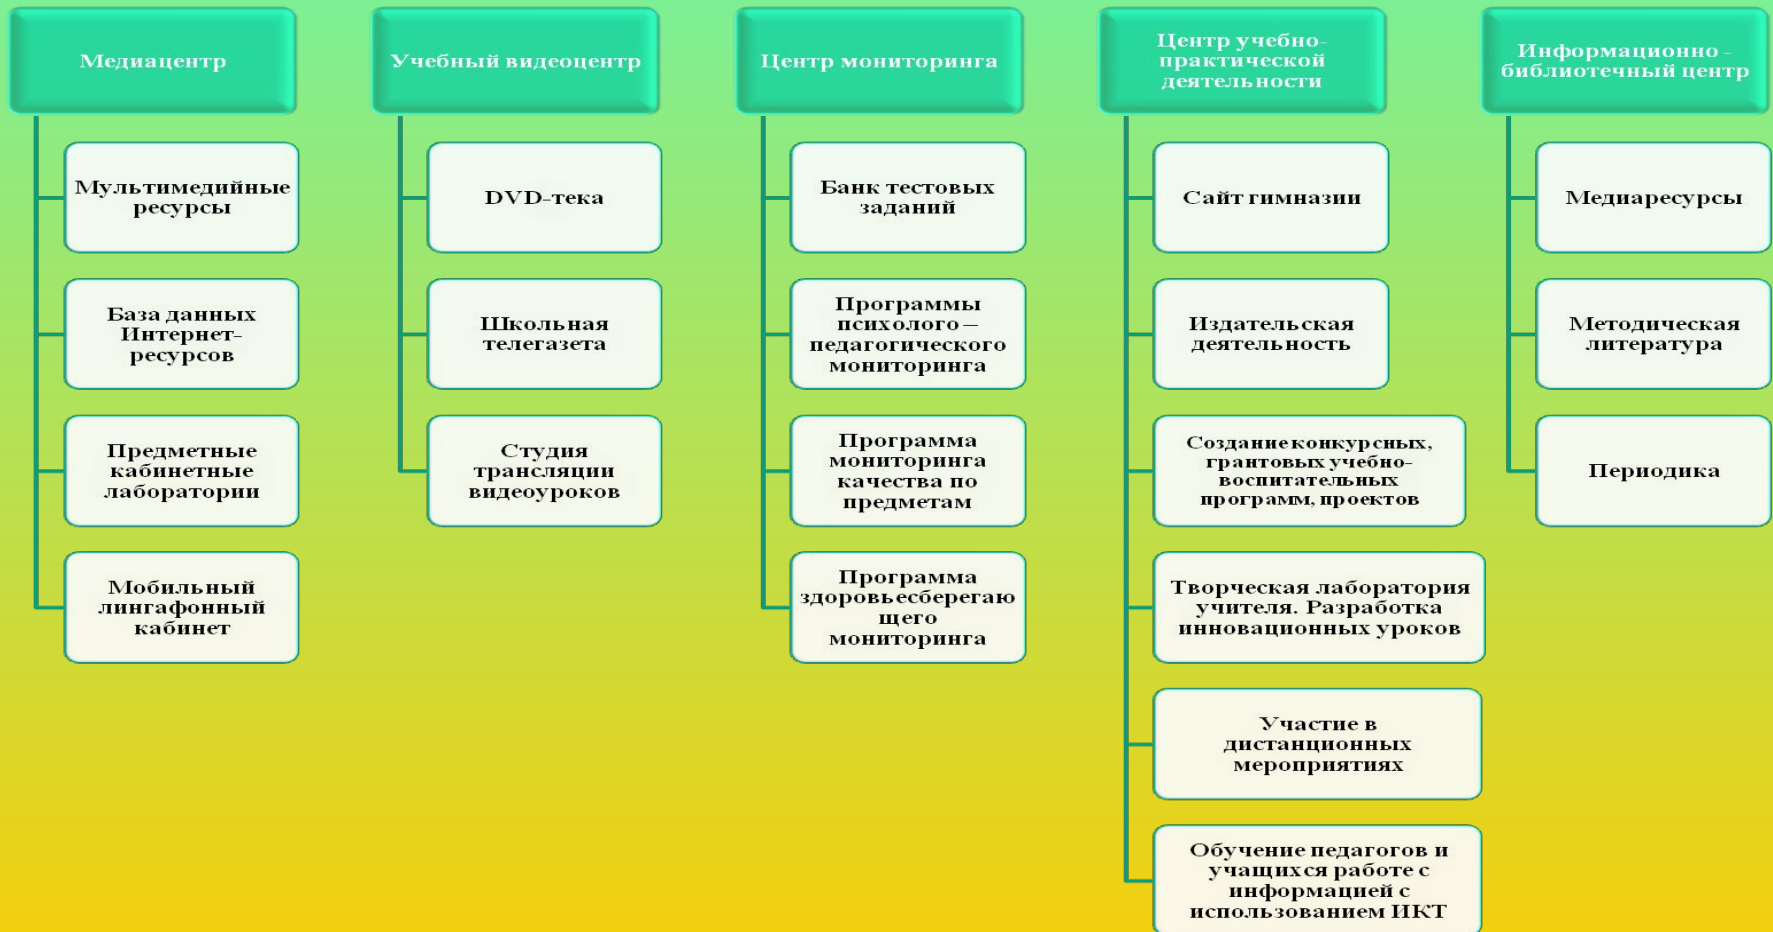 Медиацентр
Мультимедийные
ресурсы
База данных
Интернет-
ресурсов
Предметные
кабинетные
лаборатории
Мобильный
лингафонный
кабинет
Учебный видеоцентр
DVD-тека
Школьная
телегазета
Студия
трансляции
видеоуроков
Центр мониторинга
Банк тестовых
заданий
Программы
психолого –
педагогического
мониторинга
Программа
мониторинга
качества по
предметам
Программа
здоровьесберегаю
щего
мониторинга
Центр учебно-
практической
деятельности
Сайт гимназии
Издательская
деятельность
Создание конкурсных,
грантовых учебно-
воспитательных
программ, проектов
Творческая лаборатория
учителя. Разработка
инновационных уроков
Участие в
дистанционных
мероприятиях
Обучение педагогов и
учащихся работе с
информацией с
использованием ИКТ
Информационно -
библиотечный центр
Медиаресурсы
Методическая
литература
Периодика